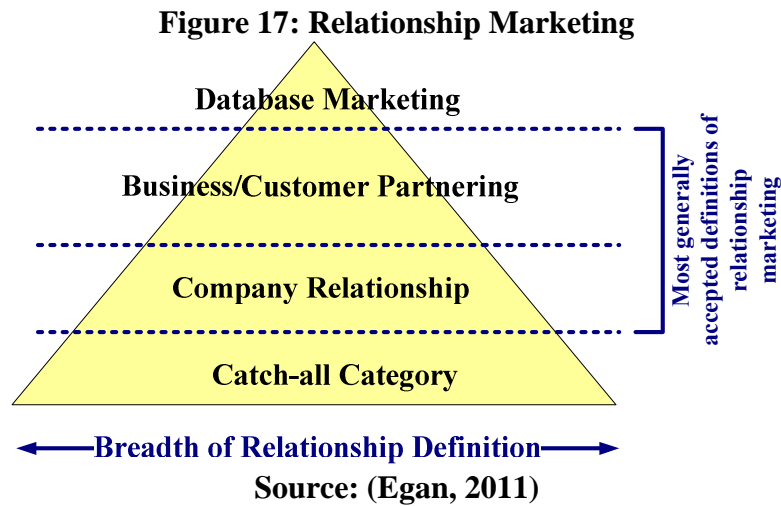 Figure 17: Relationship Marketing
Database Marketing
Business/Customer Partnering
Company Relationship
Catch-all Category
Most generally
accepted definitions of
relationship
marketing
Breadth of Relationship Definition
Source: (Egan, 2011)